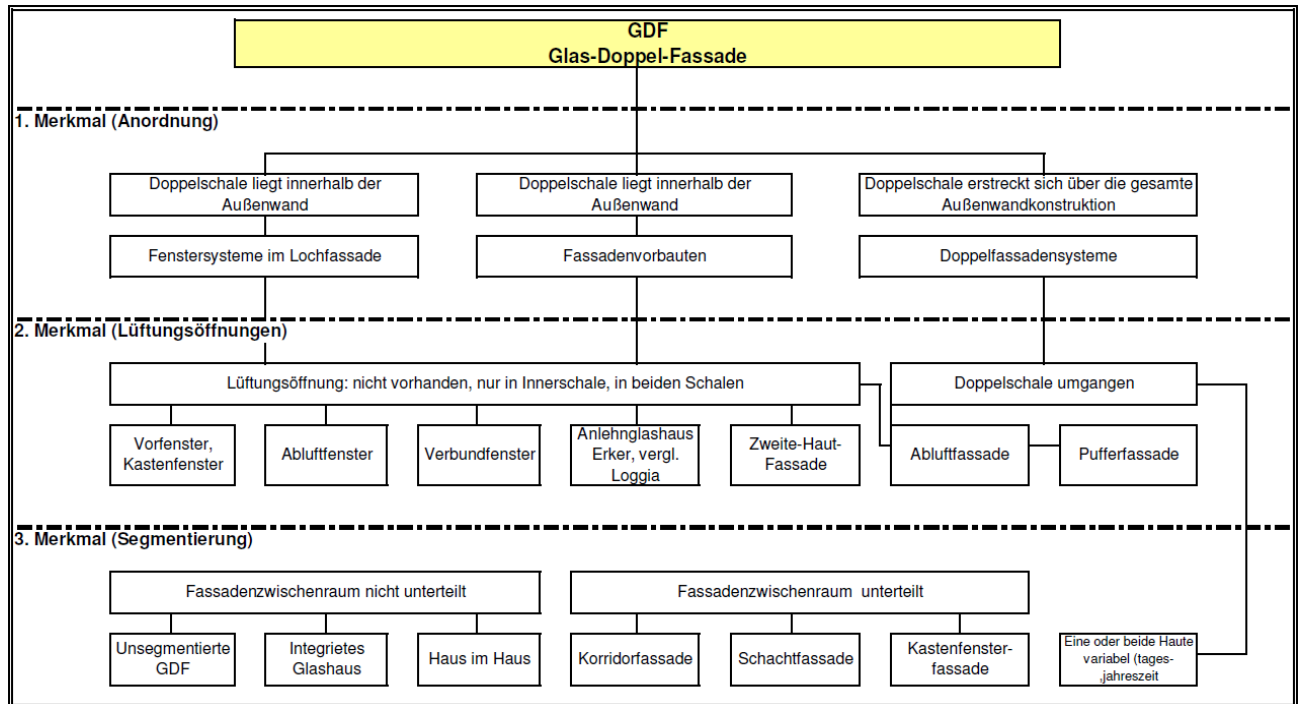 GDF
Glas-Doppel-Fassade
1. Merkmal (Anordnung)
Doppelschale liegt innerhalb der
Außenwand
Doppelschale liegt innerhalb der
Außenwand
Doppelschale erstreckt sich über die gesamte
Außenwandkonstruktion
Fenstersysteme im Lochfassade
Fassadenvorbauten
Doppelfassadensysteme
2. Merkmal (Lüftungsöffnungen)
Lüftungsöffnung: nicht vorhanden, nur in Innerschale, in beiden Schalen
Doppelschale umgangen
Vorfenster,
Kastenfenster
Abluftfenster
Verbundfenster
Anlehnglashaus
Erker, vergl.
Loggia
Zweite-Haut-
Fassade
Abluftfassade
Pufferfassade
3. Merkmal (Segmentierung)
Fassadenzwischenraum nicht unterteilt
Fassadenzwischenraum unterteilt
Unsegmentierte
GDF
Integrietes
Glashaus
Haus im Haus
Korridorfassade
Schachtfassade
Kastenfenster-
fassade
Eine oder beide Haute
variabel (tages-
,jahreszeit